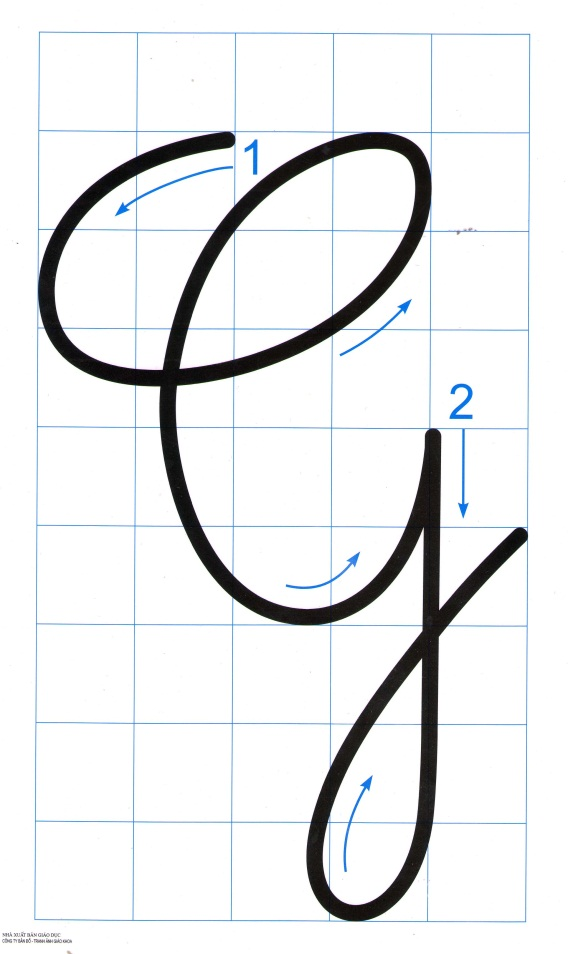 1
2
G
NHÀ XUẤT BẢN GIÁO DỤC
CÔNG TY BẢN ĐỒ - TRANH ẢNH GIÁO KHOA